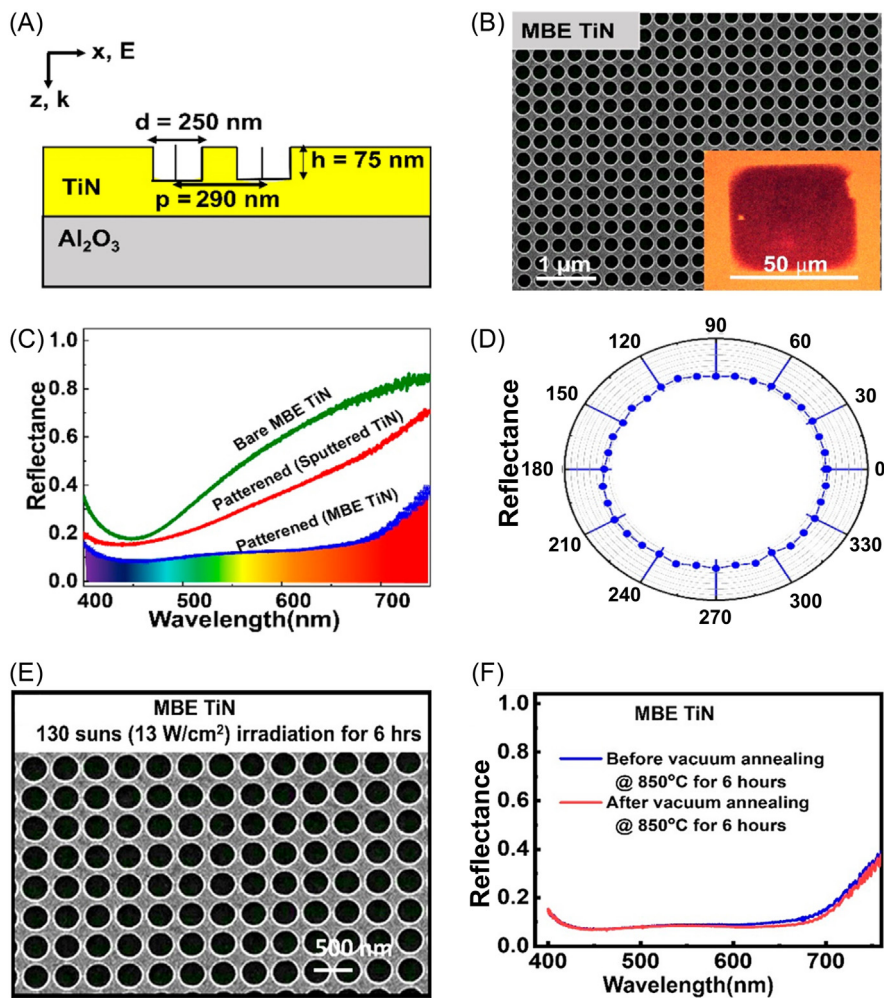 (A)
x, E
z, k
d = 250 nm
h = 75 nm
TiN
p = 290 nm
Al₂O₃
(B)
MBE TiN
1 μm
50 μm
(C)
1.0
0.8
0.6
0.4
0.2
0.0
Reflectance
Bare MBE TiN
Patterened (Sputtered TiN)
Patterened (MBE TiN)
400
500
600
700
Wavelength(nm)
(D)
Reflectance
90
60
30
0
330
300
270
240
210
180
150
120
(E)
MBE TiN
130 suns (13 W/cm²) irradiation for 6 hrs
500 nm
(F)
1.0
0.8
0.6
0.4
0.2
0.0
Reflectance
MBE TiN
Before vacuum annealing
@ 850°C for 6 hours
After vacuum annealing
@ 850°C for 6 hours
400
500
600
700
Wavelength(nm)